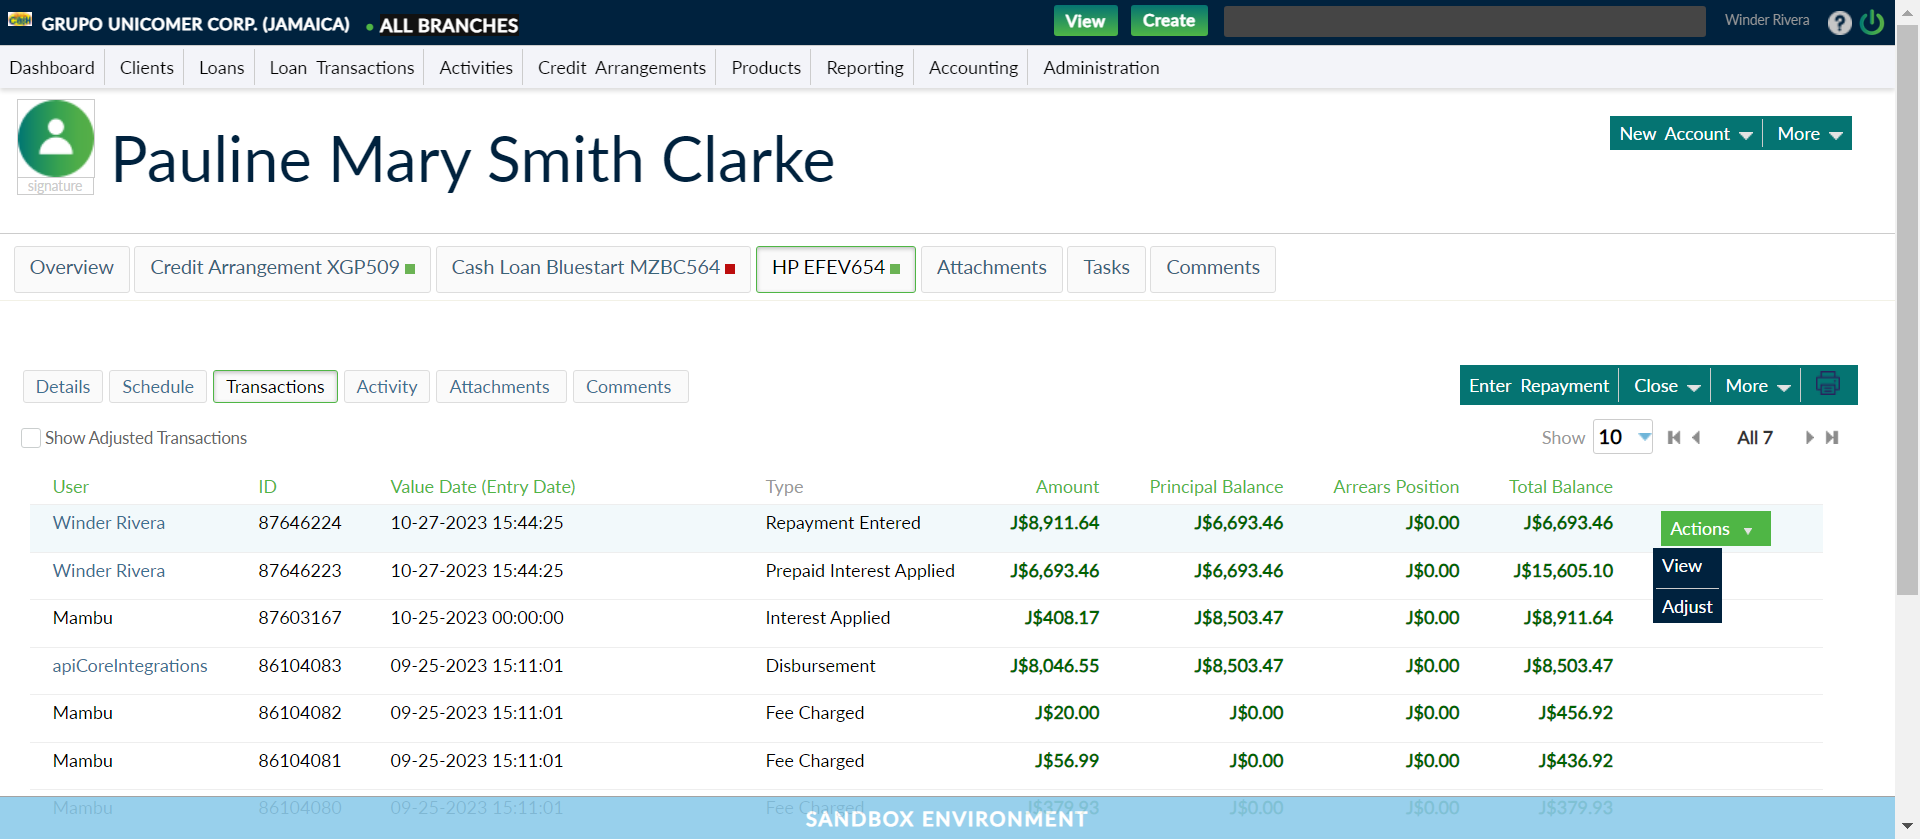 Cash GRUPO UNICOMER CORP. (JAMAICA) ALL BRANCHES View Create Winder Rivera ?
Dashboard Clients Loans Loan Transactions Activities Credit Arrangements Products Reporting Accounting Administration
signature
Pauline Mary Smith Clarke
New Account More
Overview Credit Arrangement XGP509 Cash Loan Bluestart MZBC564 HP EFEV654 Attachments Tasks Comments
Details Schedule Transactions Activity Attachments Comments
Enter Repayment Close More
Show Adjusted Transactions
Show 10 All 7
User ID Value Date (Entry Date) Type Amount Principal Balance Arrears Position Total Balance
Winder Rivera 87646224 10-27-2023 15:44:25 Repayment Entered J$8,911.64 J$6,693.46 J$0.00 J$6,693.46 Actions
View
Winder Rivera 87646223 10-27-2023 15:44:25 Prepaid Interest Applied J$6,693.46 J$6,693.46 J$0.00 J$15,605.10
Adjust
Mambu 87603167 10-25-2023 00:00:00 Interest Applied J$408.17 J$8,503.47 J$0.00 J$8,911.64
apiCoreIntegrations 86104083 09-25-2023 15:11:01 Disbursement J$8,046.55 J$8,503.47 J$0.00 J$8,503.47
Mambu 86104082 09-25-2023 15:11:01 Fee Charged J$20.00 J$0.00 J$0.00 J$456.92
Mambu 86104081 09-25-2023 15:11:01 Fee Charged J$56.99 J$0.00 J$0.00 J$436.92
Mambu 86104080 09-25-2023 15:11:01 Fee Charged J$379.93 J$0.00 J$0.00 J$379.93
SANDBOX ENVIRONMENT